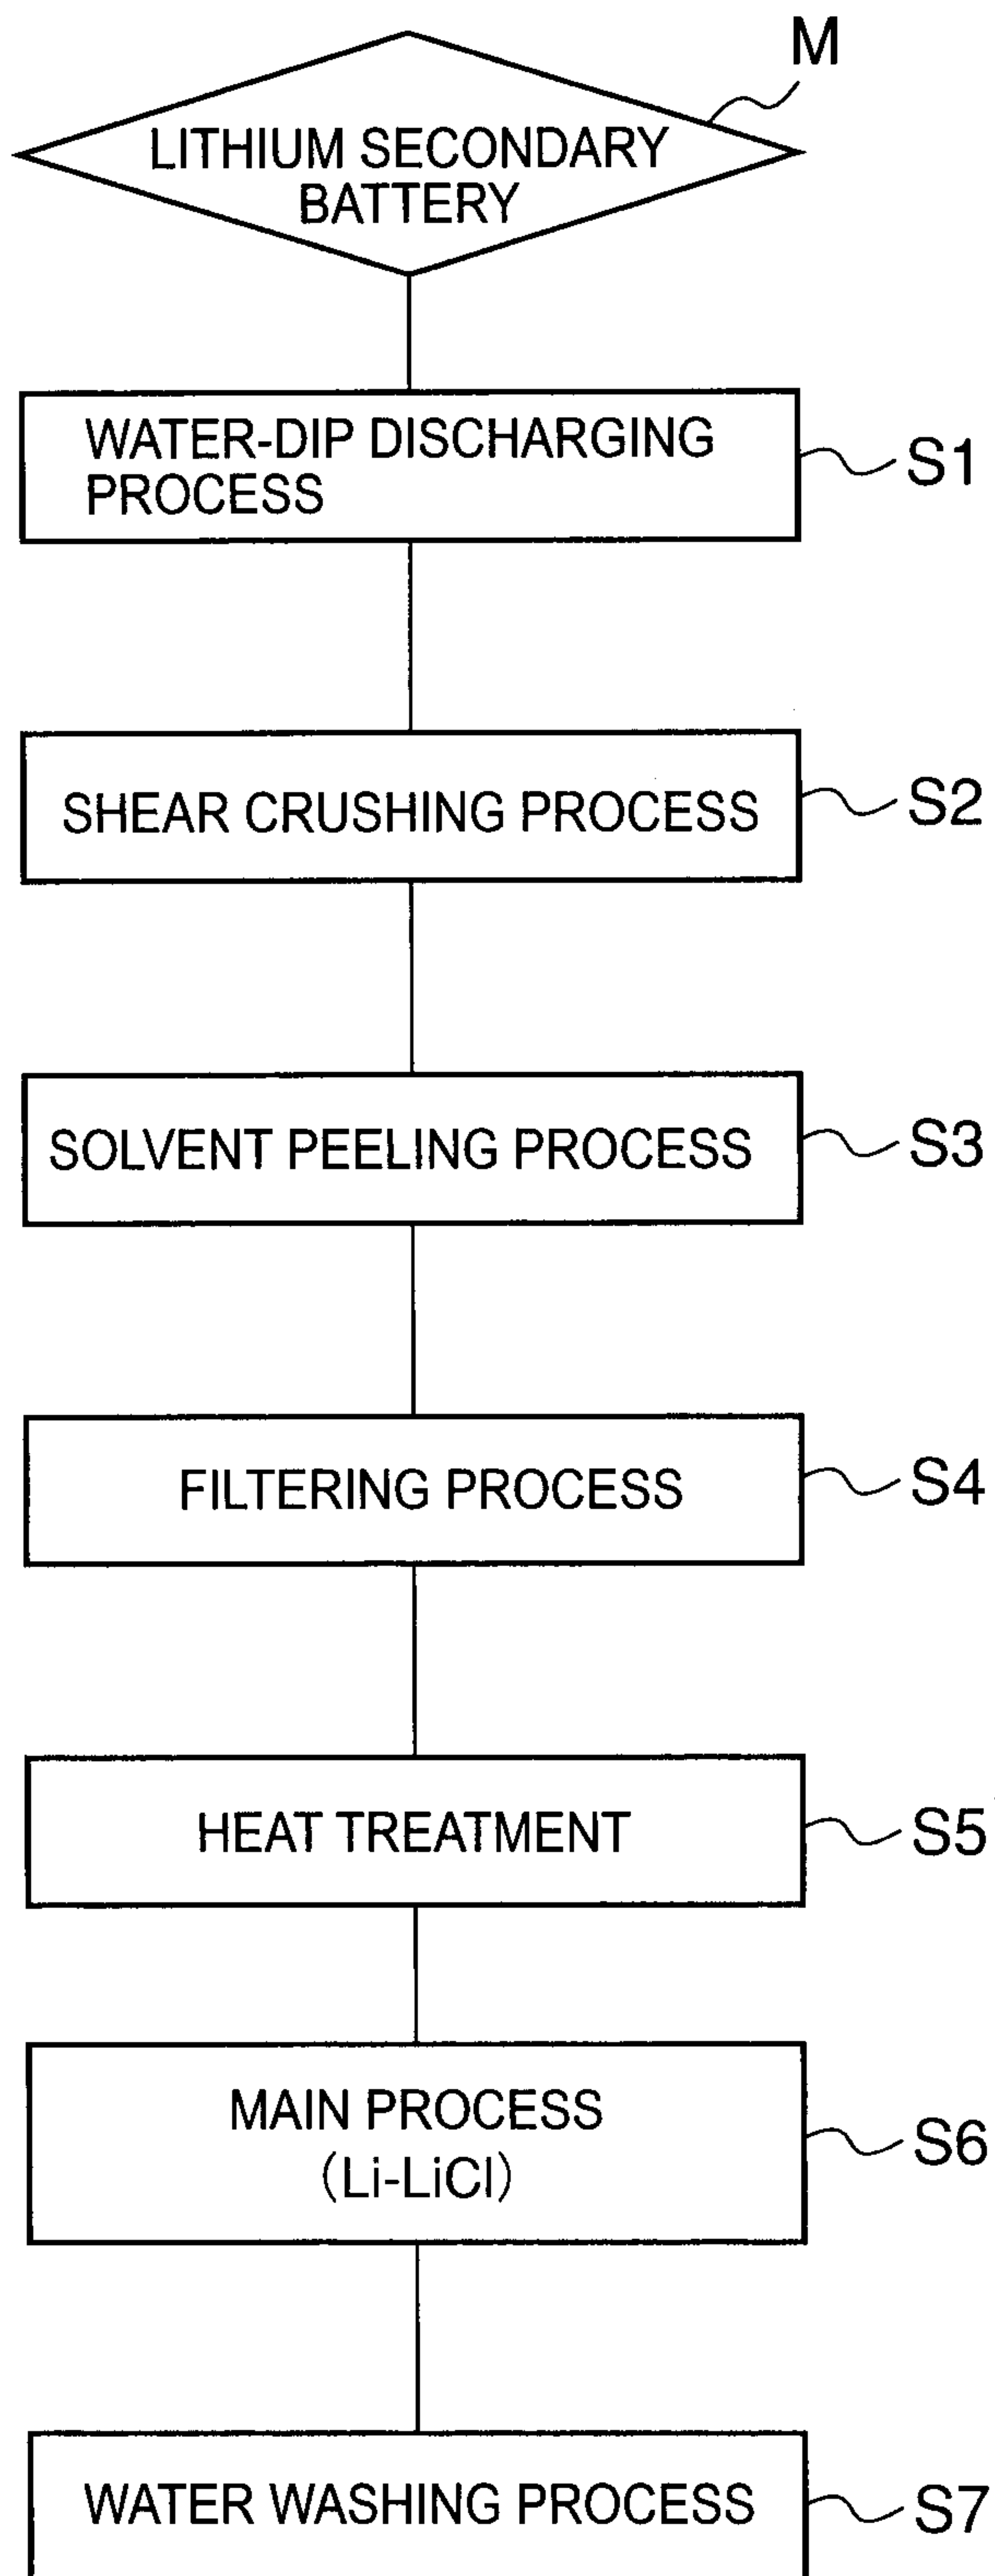 M
LITHIUM SECONDARY
BATTERY
WATER-DIP DISCHARGING
PROCESS
S1
SHEAR CRUSHING PROCESS
S2
SOLVENT PEELING PROCESS
S3
FILTERING PROCESS
S4
HEAT TREATMENT
S5
MAIN PROCESS
(Li-LiCl)
S6
WATER WASHING PROCESS
S7